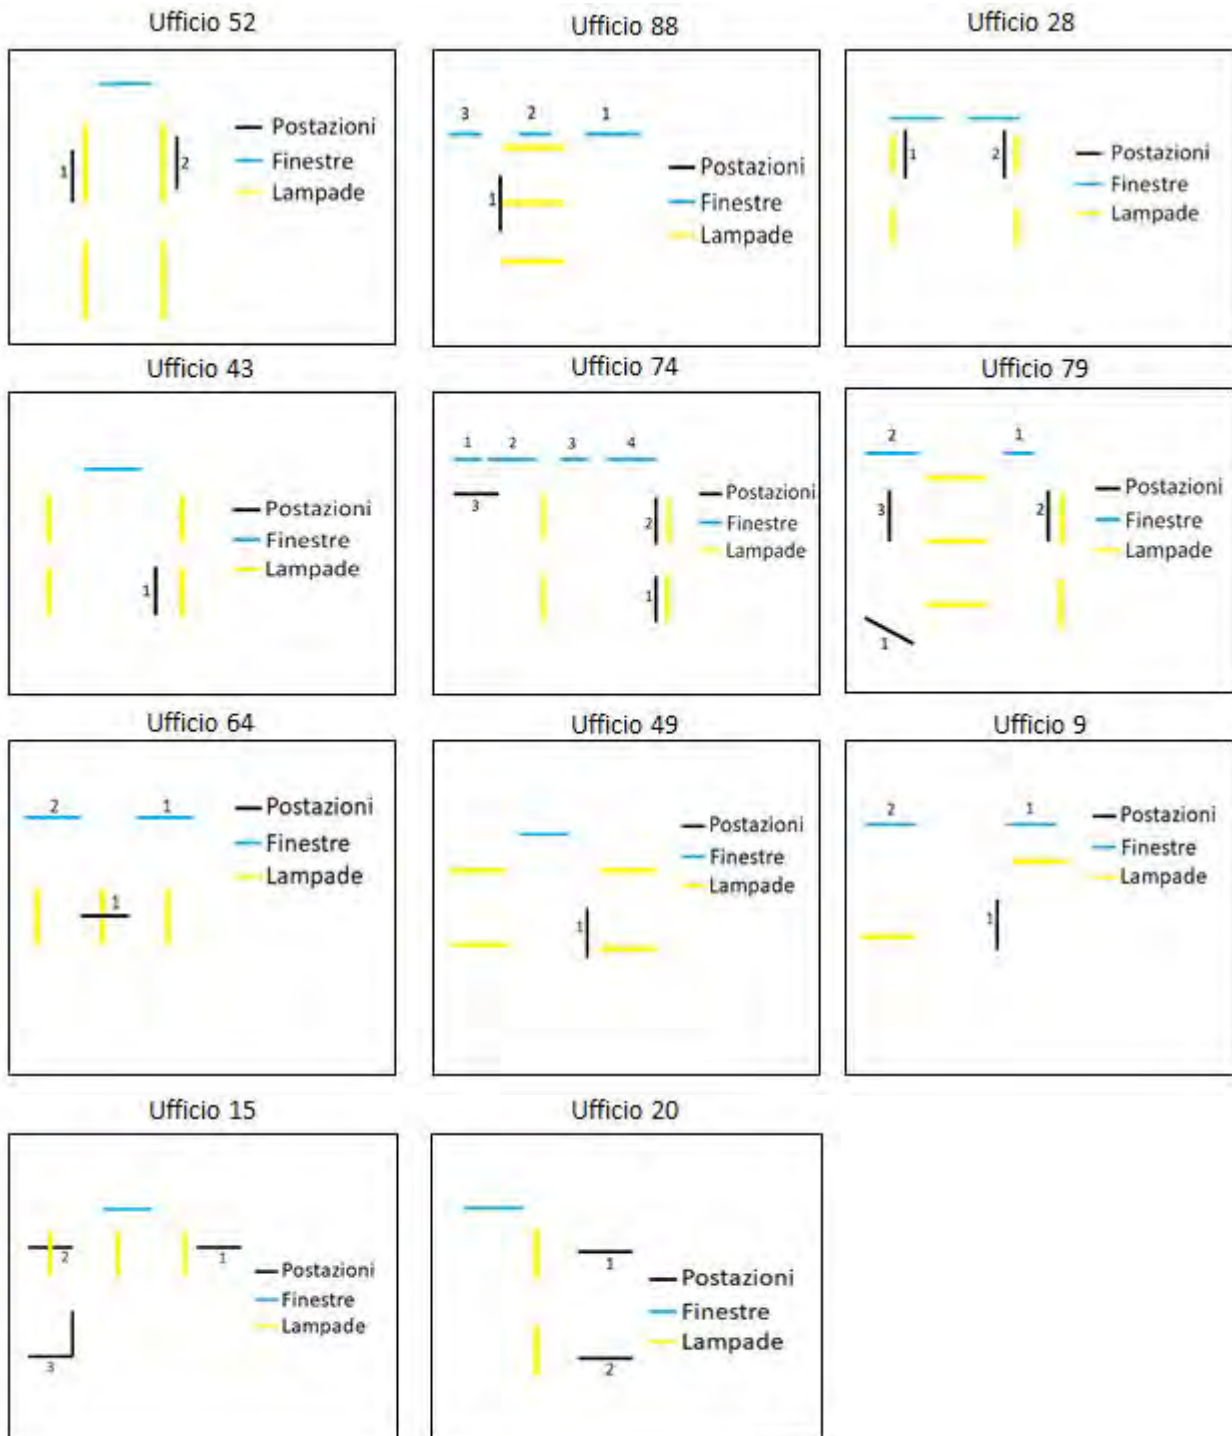 Ufficio 52
1
2
Postazioni
Finestre
Lampade
Ufficio 88
3 2 1
1
Postazioni
Finestre
Lampade
Ufficio 28
1 2
Postazioni
Finestre
Lampade
Ufficio 43
1
Postazioni
Finestre
Lampade
Ufficio 74
1 2 3 4
3
2
1
Postazioni
Finestre
Lampade
Ufficio 79
2 1
3 2
1
Postazioni
Finestre
Lampade
Ufficio 64
2 1
1
Postazioni
Finestre
Lampade
Ufficio 49
1
Postazioni
Finestre
Lampade
Ufficio 9
2 1
1
Postazioni
Finestre
Lampade
Ufficio 15
2 1
3
Postazioni
Finestre
Lampade
Ufficio 20
1
2
Postazioni
Finestre
Lampade